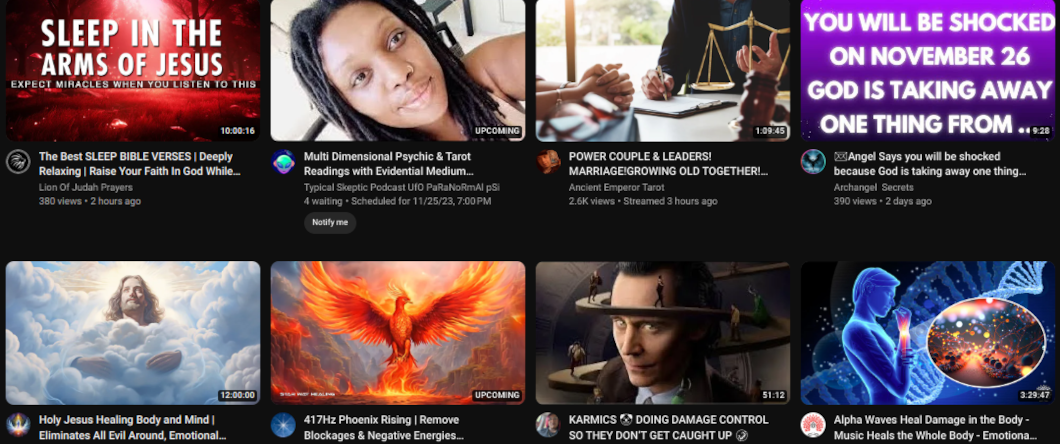 SLEEP IN THE
ARMS OF JESUS
EXPECT MIRACLES WHEN YOU LISTEN TO THIS
10:00:16
The Best SLEEP BIBLE VERSES | Deeply
Relaxing | Raise Your Faith In God While...
Lion Of Judah Prayers
380 views • 2 hours ago
UPCOMING
Multi Dimensional Psychic & Tarot
Readings with Evidential Medium...
Typical Skeptic Podcast UfO PaRaNoRmAl pSi
4 waiting • Scheduled for 11/25/23, 7:00 PM
Notify me
1:09:45
POWER COUPLE & LEADERS!
MARRIAGE!GROWING OLD TOGETHER!...
Ancient Emperor Tarot
2.6K views • Streamed 3 hours ago
YOU WILL BE SHOCKED
ON NOVEMBER 26
GOD IS TAKING AWAY
ONE THING FROM ...
9:28
✉Angel Says you will be shocked
because God is taking away one thing...
Archangel Secrets
390 views • 2 days ago
12:00:00
Holy Jesus Healing Body and Mind |
Eliminates All Evil Around, Emotional...
UPCOMING
417Hz Phoenix Rising | Remove
Blockages & Negative Energies...
51:12
KARMICS 🤡 DOING DAMAGE CONTROL
SO THEY DON'T GET CAUGHT UP
3:29:47
Alpha Waves Heal Damage in the Body -
Music Heals the Whole Body - Emotiona...